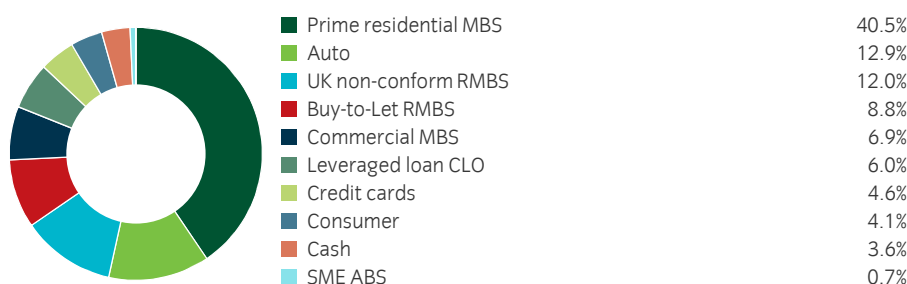 Prime residential MBS 40.5%
Auto 12.9%
UK non-conform RMBS 12.0%
Buy-to-Let RMBS 8.8%
Commercial MBS 6.9%
Leveraged loan CLO 6.0%
Credit cards 4.6%
Consumer 4.1%
Cash 3.6%
SME ABS 0.7%